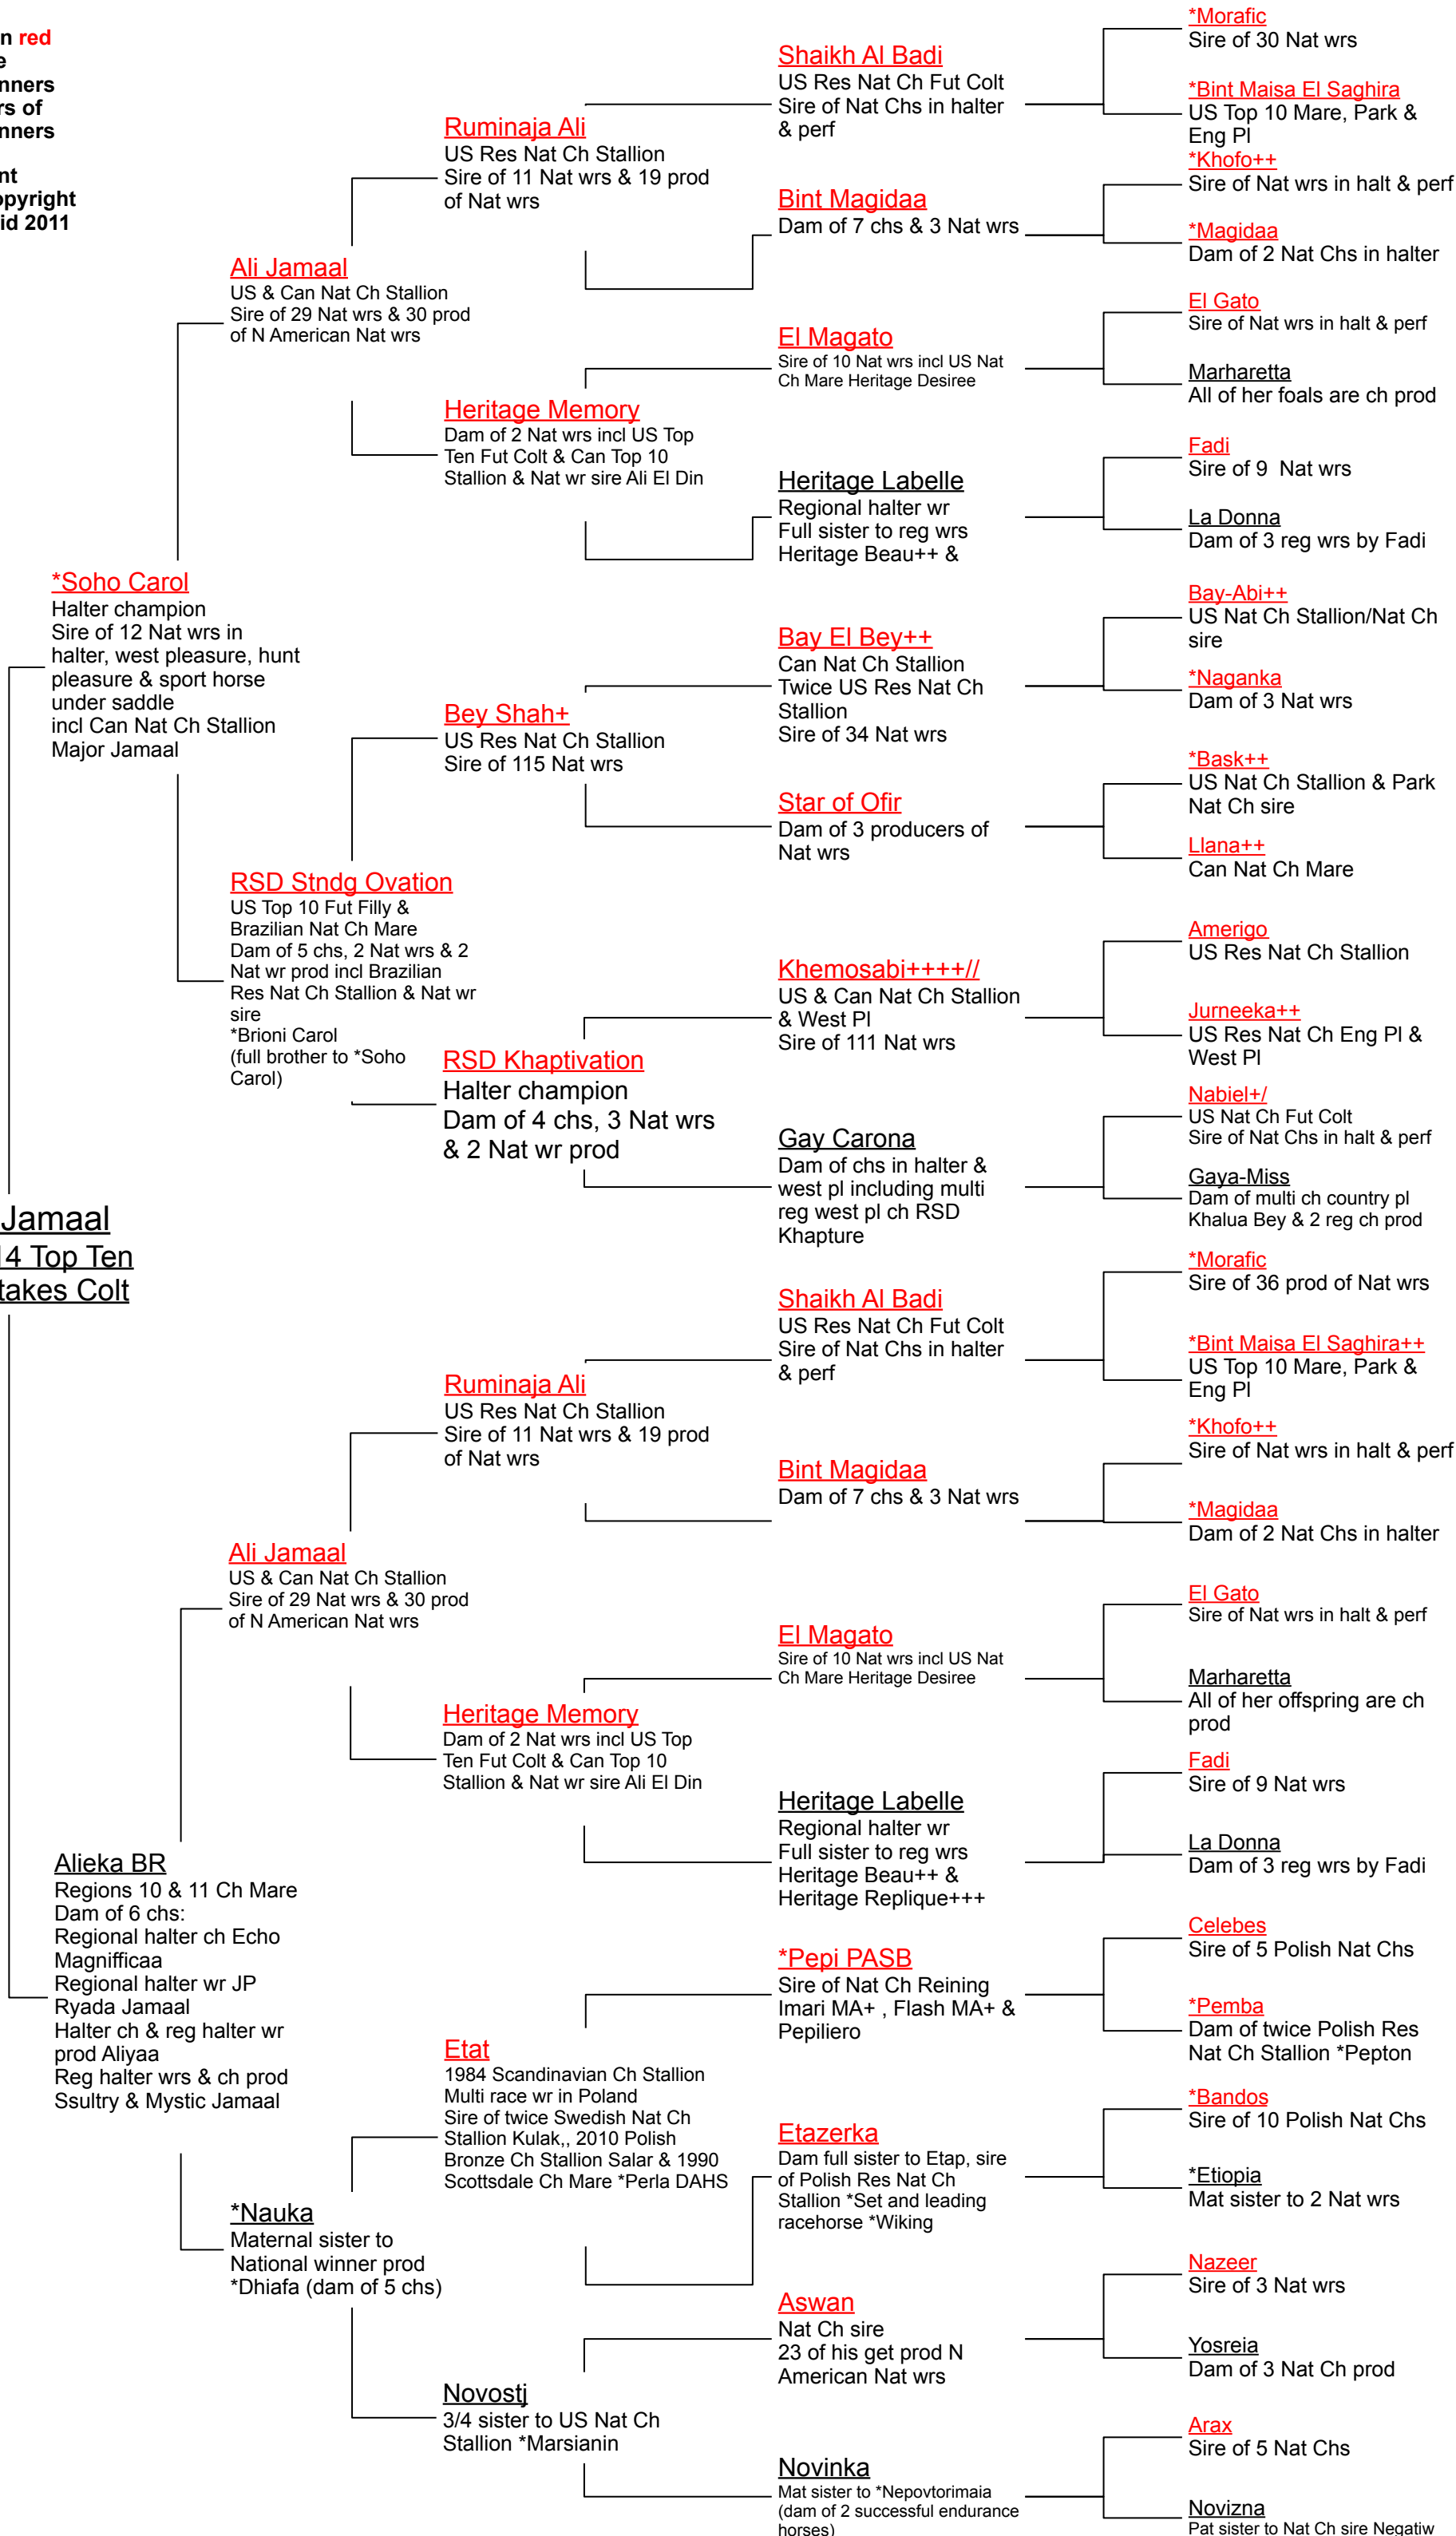 n red
e
nners
rs of
nners
nt
opyright
id 2011
Jamaal
14 Top Ten
takes Colt
*Soho Carol
Halter champion
Sire of 12 Nat wrs in
halter, west pleasure, hunt
pleasure & sport horse
under saddle
incl Can Nat Ch Stallion
Major Jamaal
Alieka BR
Regions 10 & 11 Ch Mare
Dam of 6 chs:
Regional halter ch Echo
Magnifficaa
Regional halter wr JP
Ryada Jamaal
Halter ch & reg halter wr
prod Aliyaa
Reg halter wrs & ch prod
Ssultry & Mystic Jamaal
Ali Jamaal
US & Can Nat Ch Stallion
Sire of 29 Nat wrs & 30 prod
of N American Nat wrs
RSD Stndg Ovation
US Top 10 Fut Filly &
Brazilian Nat Ch Mare
Dam of 5 chs, 2 Nat wrs & 2
Nat wr prod incl Brazilian
Res Nat Ch Stallion & Nat wr
sire
*Brioni Carol
(full brother to *Soho
Carol)
Ali Jamaal
US & Can Nat Ch Stallion
Sire of 29 Nat wrs & 30 prod
of N American Nat wrs
*Nauka
Maternal sister to
National winner prod
*Dhiafa (dam of 5 chs)
Ruminaja Ali
US Res Nat Ch Stallion
Sire of 11 Nat wrs & 19 prod
of Nat wrs
Heritage Memory
Dam of 2 Nat wrs incl US Top
Ten Fut Colt & Can Top 10
Stallion & Nat wr sire Ali El Din
Bey Shah+
US Res Nat Ch Stallion
Sire of 115 Nat wrs
RSD Khaptivation
Halter champion
Dam of 4 chs, 3 Nat wrs
& 2 Nat wr prod
Ruminaja Ali
US Res Nat Ch Stallion
Sire of 11 Nat wrs & 19 prod
of Nat wrs
Heritage Memory
Dam of 2 Nat wrs incl US Top
Ten Fut Colt & Can Top 10
Stallion & Nat wr sire Ali El Din
Etat
1984 Scandinavian Ch Stallion
Multi race wr in Poland
Sire of twice Swedish Nat Ch
Stallion Kulak,, 2010 Polish
Bronze Ch Stallion Salar & 1990
Scottsdale Ch Mare *Perla DAHS
Novostj
3/4 sister to US Nat Ch
Stallion *Marsianin
Shaikh Al Badi
US Res Nat Ch Fut Colt
Sire of Nat Chs in halter
& perf
Bint Magidaa
Dam of 7 chs & 3 Nat wrs
El Magato
Sire of 10 Nat wrs incl US Nat
Ch Mare Heritage Desiree
Heritage Labelle
Regional halter wr
Full sister to reg wrs
Heritage Beau++ &
Bay El Bey++
Can Nat Ch Stallion
Twice US Res Nat Ch
Stallion
Sire of 34 Nat wrs
Star of Ofir
Dam of 3 producers of
Nat wrs
Khemosabi++++//
US & Can Nat Ch Stallion
& West Pl
Sire of 111 Nat wrs
Gay Carona
Dam of chs in halter &
west pl including multi
reg west pl ch RSD
Khapture
Shaikh Al Badi
US Res Nat Ch Fut Colt
Sire of Nat Chs in halter
& perf
Bint Magidaa
Dam of 7 chs & 3 Nat wrs
El Magato
Sire of 10 Nat wrs incl US Nat
Ch Mare Heritage Desiree
Heritage Labelle
Regional halter wr
Full sister to reg wrs
Heritage Beau++ &
Heritage Replique+++
*Pepi PASB
Sire of Nat Ch Reining
Imari MA+ , Flash MA+ &
Pepiliero
Etazerka
Dam full sister to Etap, sire
of Polish Res Nat Ch
Stallion *Set and leading
racehorse *Wiking
Aswan
Nat Ch sire
23 of his get prod N
American Nat wrs
Novinka
Mat sister to *Nepovtorimaia
(dam of 2 successful endurance
horses)
*Morafic
Sire of 30 Nat wrs
*Bint Maisa El Saghira
US Top 10 Mare, Park &
Eng Pl
*Khofo++
Sire of Nat wrs in halt & perf
*Magidaa
Dam of 2 Nat Chs in halter
El Gato
Sire of Nat wrs in halt & perf
Marharetta
All of her foals are ch prod
Fadi
Sire of 9  Nat wrs
La Donna
Dam of 3 reg wrs by Fadi
Bay-Abi++
US Nat Ch Stallion/Nat Ch
sire
*Naganka
Dam of 3 Nat wrs
*Bask++
US Nat Ch Stallion & Park
Nat Ch sire
Llana++
Can Nat Ch Mare
Amerigo
US Res Nat Ch Stallion
Jurneeka++
US Res Nat Ch Eng Pl &
West Pl
Nabiel+/
US Nat Ch Fut Colt
Sire of Nat Chs in halt & perf
Gaya-Miss
Dam of multi ch country pl
Khalua Bey & 2 reg ch prod
*Morafic
Sire of 36 prod of Nat wrs
*Bint Maisa El Saghira++
US Top 10 Mare, Park &
Eng Pl
*Khofo++
Sire of Nat wrs in halt & perf
*Magidaa
Dam of 2 Nat Chs in halter
El Gato
Sire of Nat wrs in halt & perf
Marharetta
All of her offspring are ch
prod
Fadi
Sire of 9 Nat wrs
La Donna
Dam of 3 reg wrs by Fadi
Celebes
Sire of 5 Polish Nat Chs
*Pemba
Dam of twice Polish Res
Nat Ch Stallion *Pepton
*Bandos
Sire of 10 Polish Nat Chs
*Etiopia
Mat sister to 2 Nat wrs
Nazeer
Sire of 3 Nat wrs
Yosreia
Dam of 3 Nat Ch prod
Arax
Sire of 5 Nat Chs
Novizna
Pat sister to Nat Ch sire Negatiw